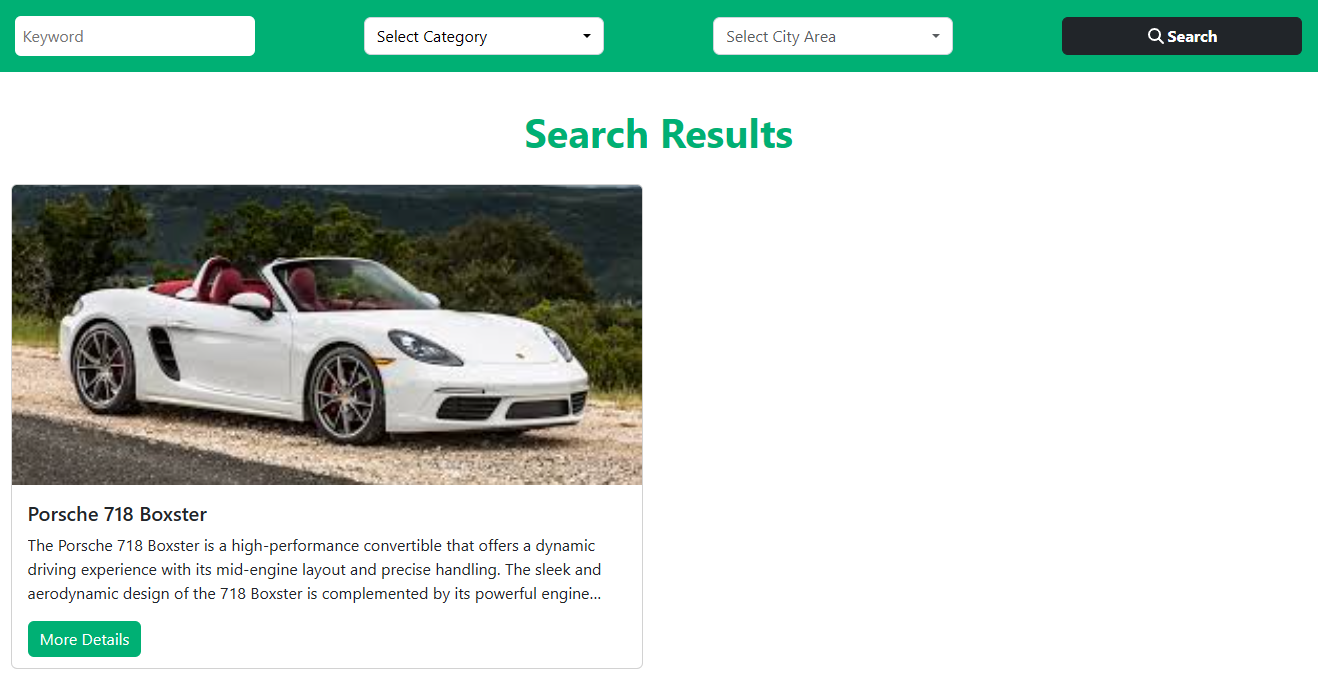 Keyword
Select Category
Select City Area
Search
Search Results
Porsche 718 Boxster
The Porsche 718 Boxster is a high-performance convertible that offers a dynamic
driving experience with its mid-engine layout and precise handling. The sleek and
aerodynamic design of the 718 Boxster is complemented by its powerful engine...
More Details